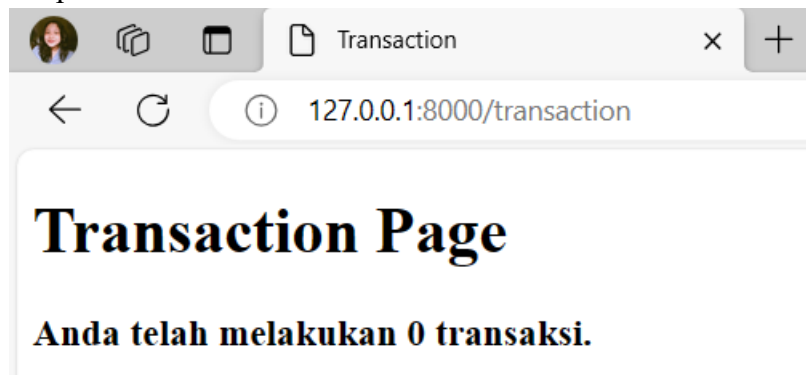 Transaction
127.0.0.1:8000/transaction
Transaction Page
Anda telah melakukan 0 transaksi.